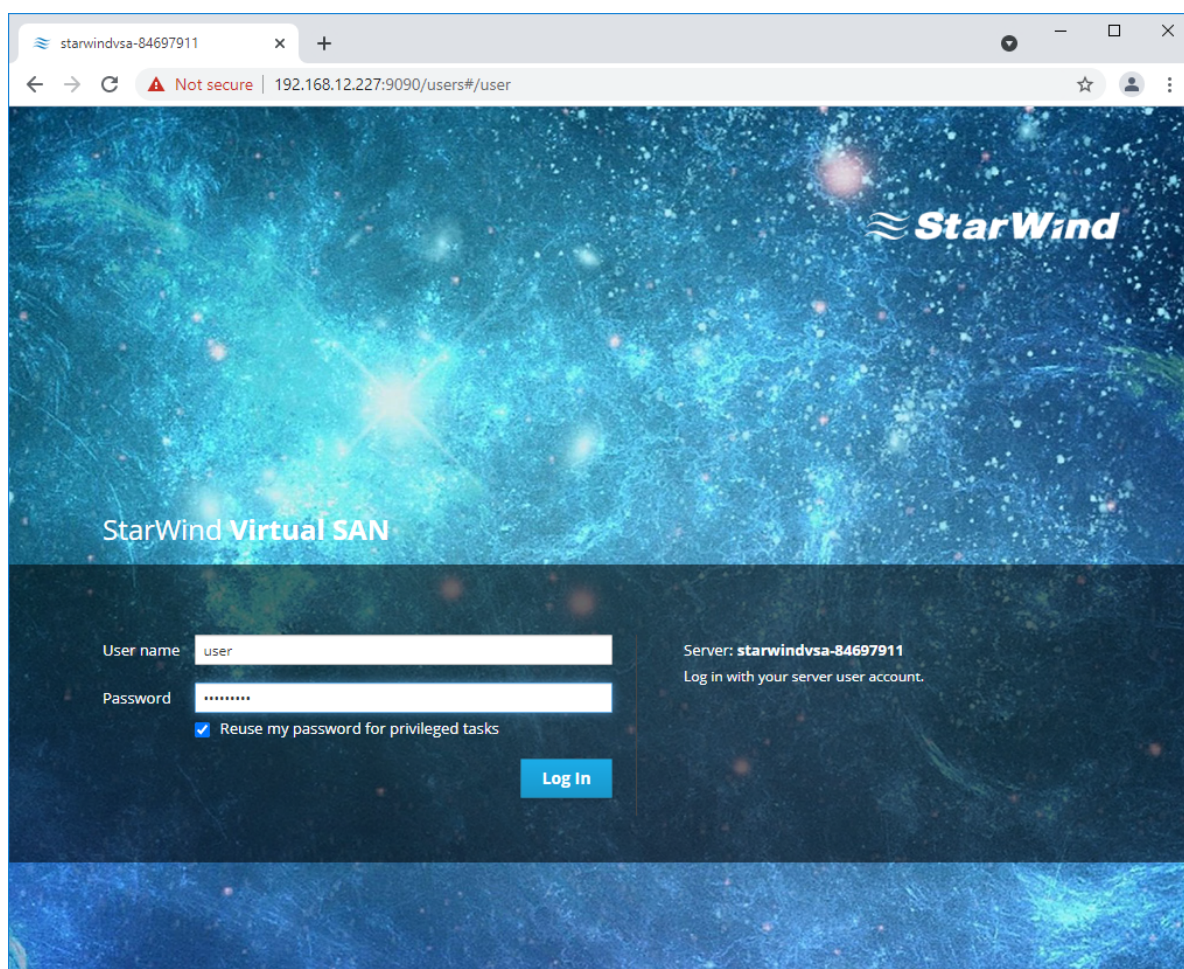 starwindvsa-84697911
Not secure | 192.168.12.227:9090/users#/user
StarWind
StarWind Virtual SAN
User name user
Password •••••••••
Reuse my password for privileged tasks
Log In
Server: starwindvsa-84697911
Log in with your server user account.